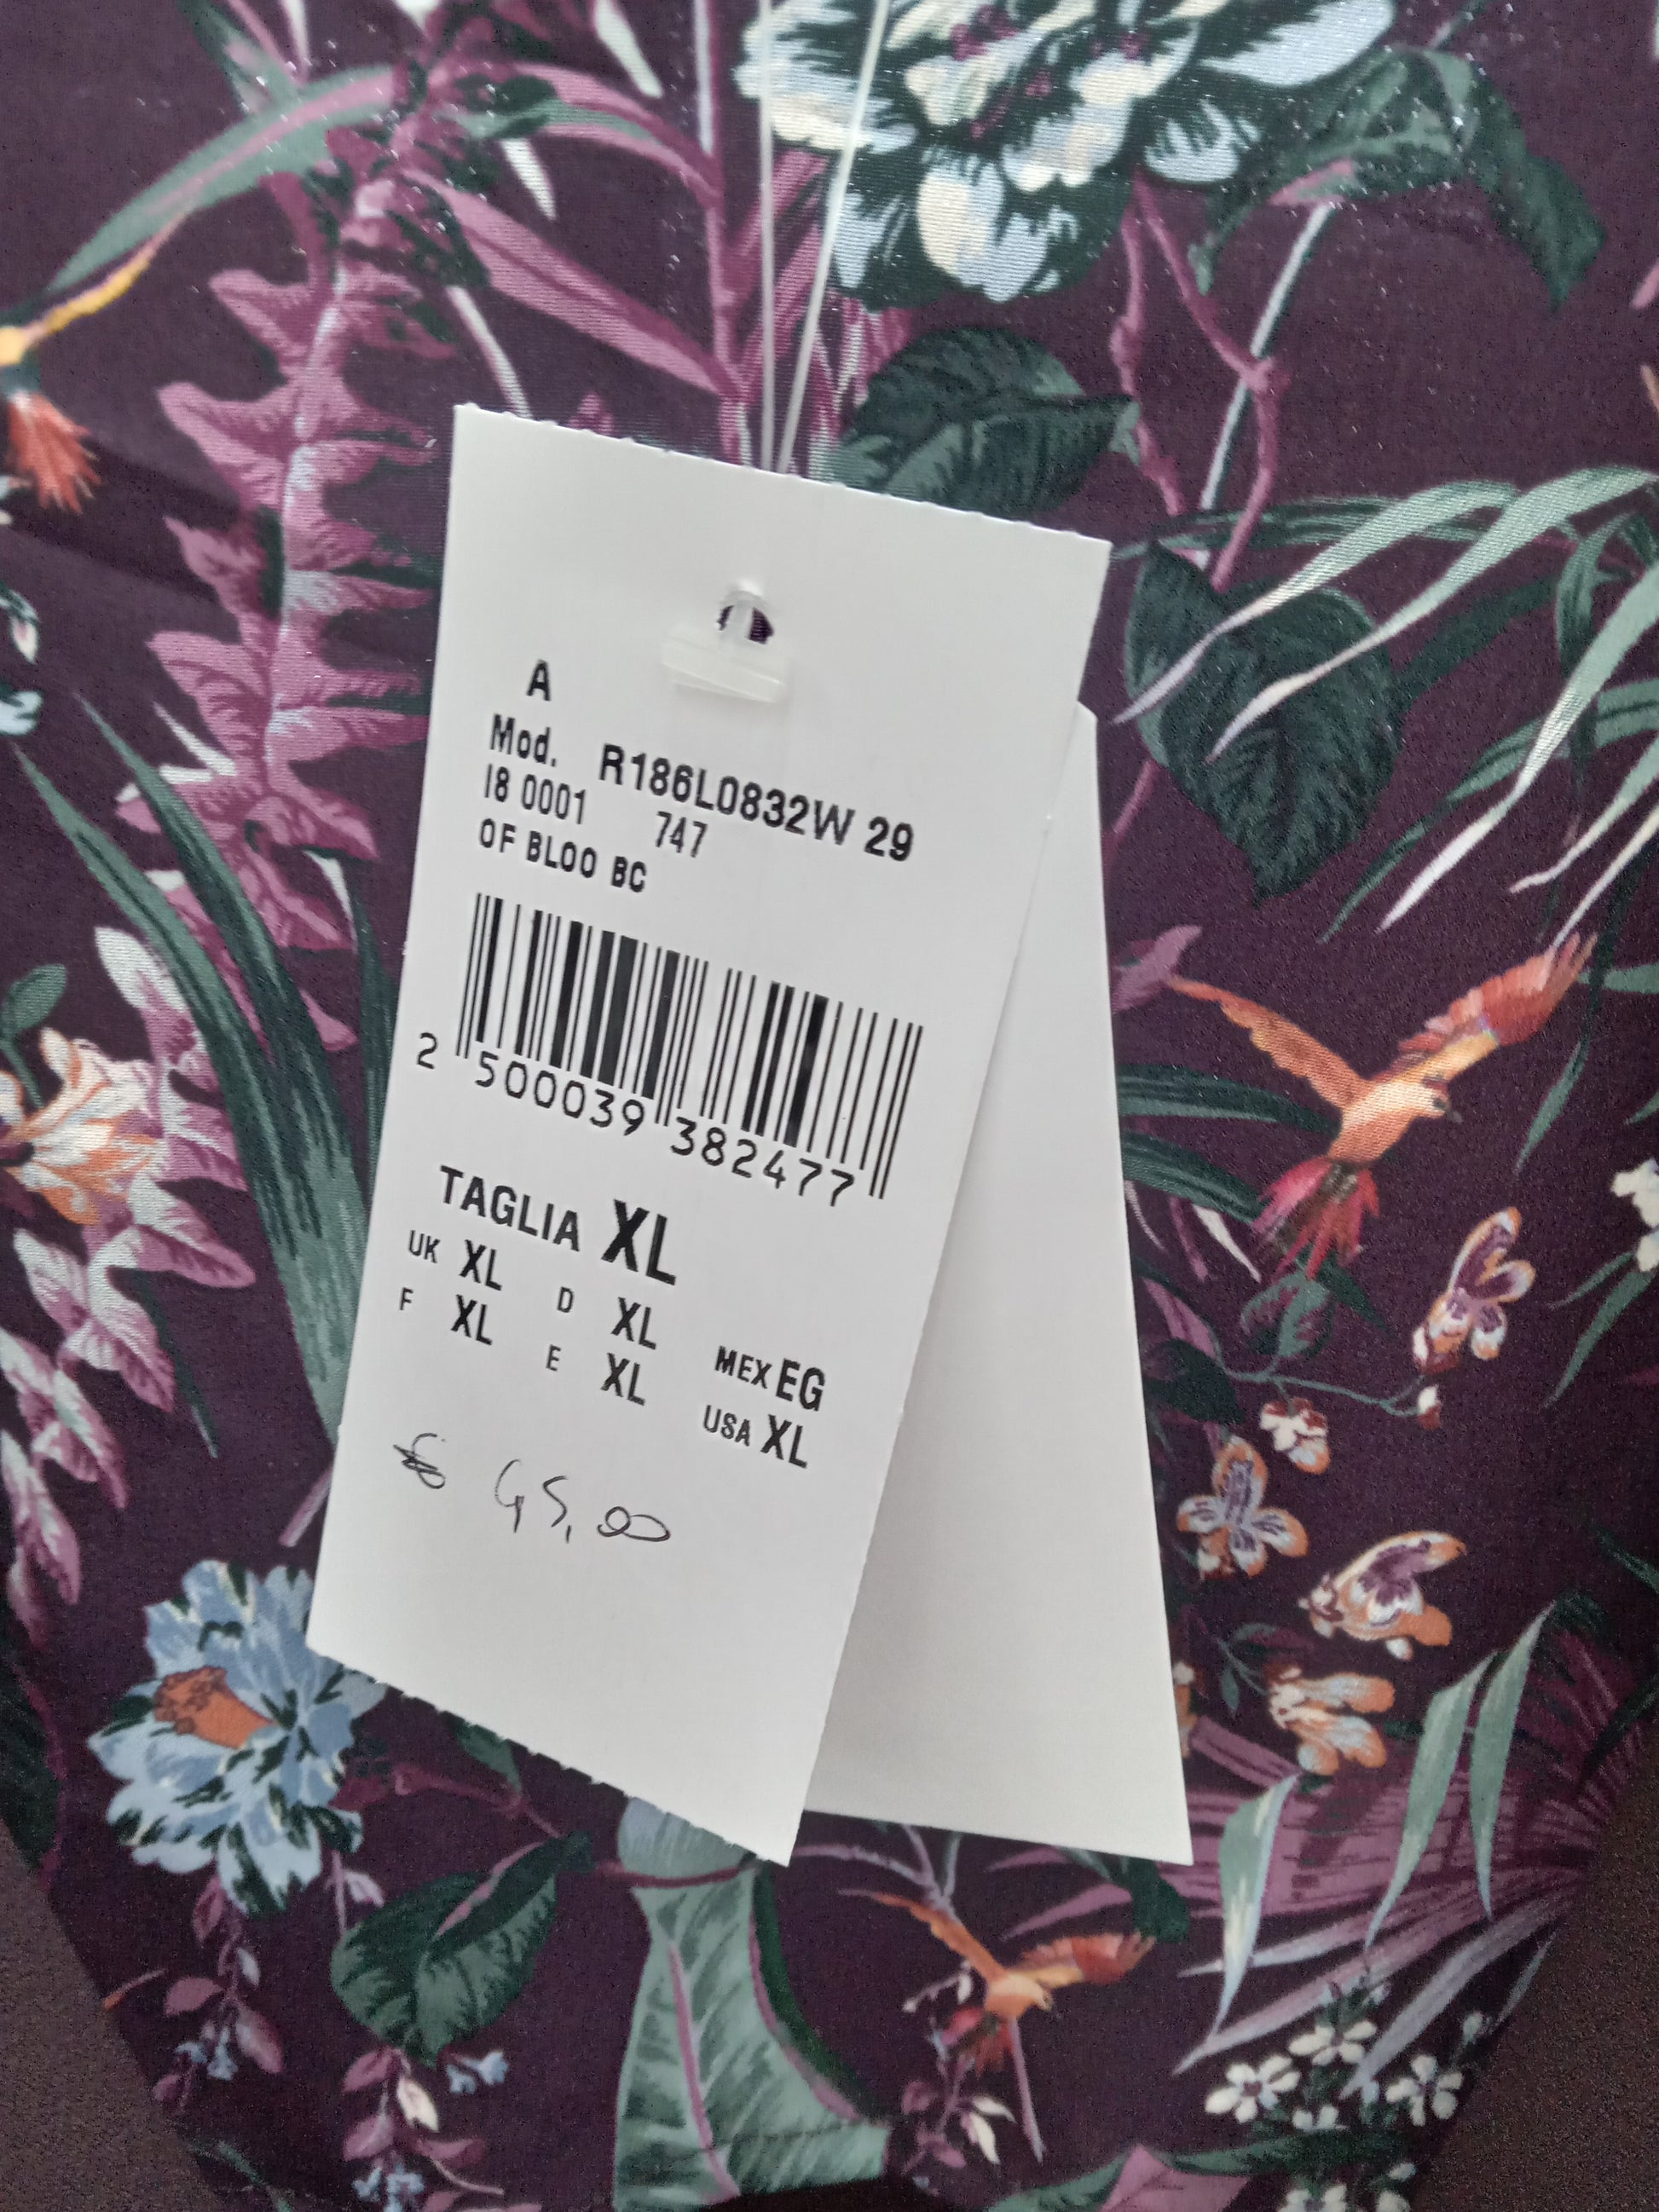 A
Mod. R186L0832W 29
I8 0001 747
OF BLOO BC
2 500039 382477
TAGLIA XL
UK XL D XL MEX EG
F XL E XL USA XL
€ 45,00